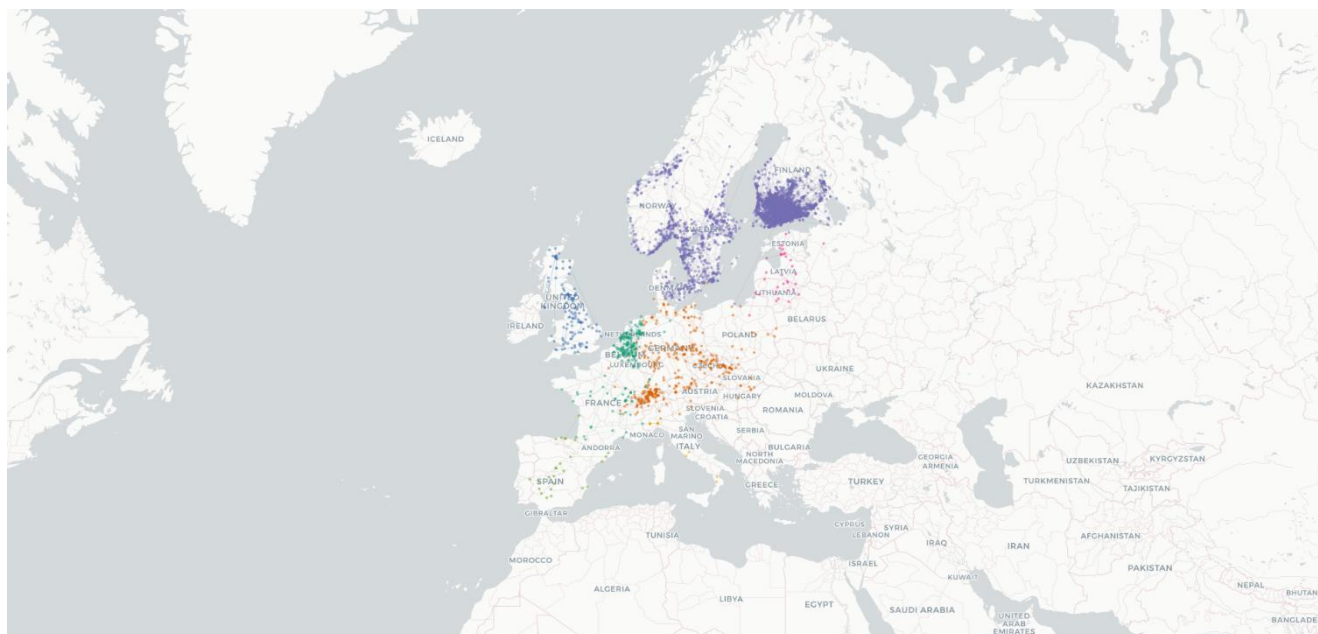 ICELAND
FINLAND
NORWAY
SWEDEN
ESTONIA
LATVIA
DENMARK
LITHUANIA
UNITED
KINGDOM
IRELAND
BELARUS
NETHERLANDS
POLAND
GERMANY
BELGIUM
LUXEMBOURG
CZECHIA
UKRAINE
SLOVAKIA
KAZAKHSTAN
AUSTRIA
HUNGARY
MOLDOVA
FRANCE
SLOVENIA
ROMANIA
CROATIA
MONACO
SAN
MARINO
SERBIA
ANDORRA
ITALY
BULGARIA
NORTH
MACEDONIA
GEORGIA
ARMENIA
UZBEKISTAN
KYRGYZSTAN
SPAIN
GREECE
TURKEY
TURKMENISTAN
TAJIKISTAN
GIBRALTAR
CYPRUS
SYRIA
LEBANON
TUNISIA
IRAQ
IRAN
AFGHANISTAN
MOROCCO
ISRAEL
PAKISTAN
KUWAIT
ALGERIA
LIBYA
EGYPT
SAUDI ARABIA
NEPAL
BHUTAN
UNITED
ARAB
EMIRATES
BANGLADE